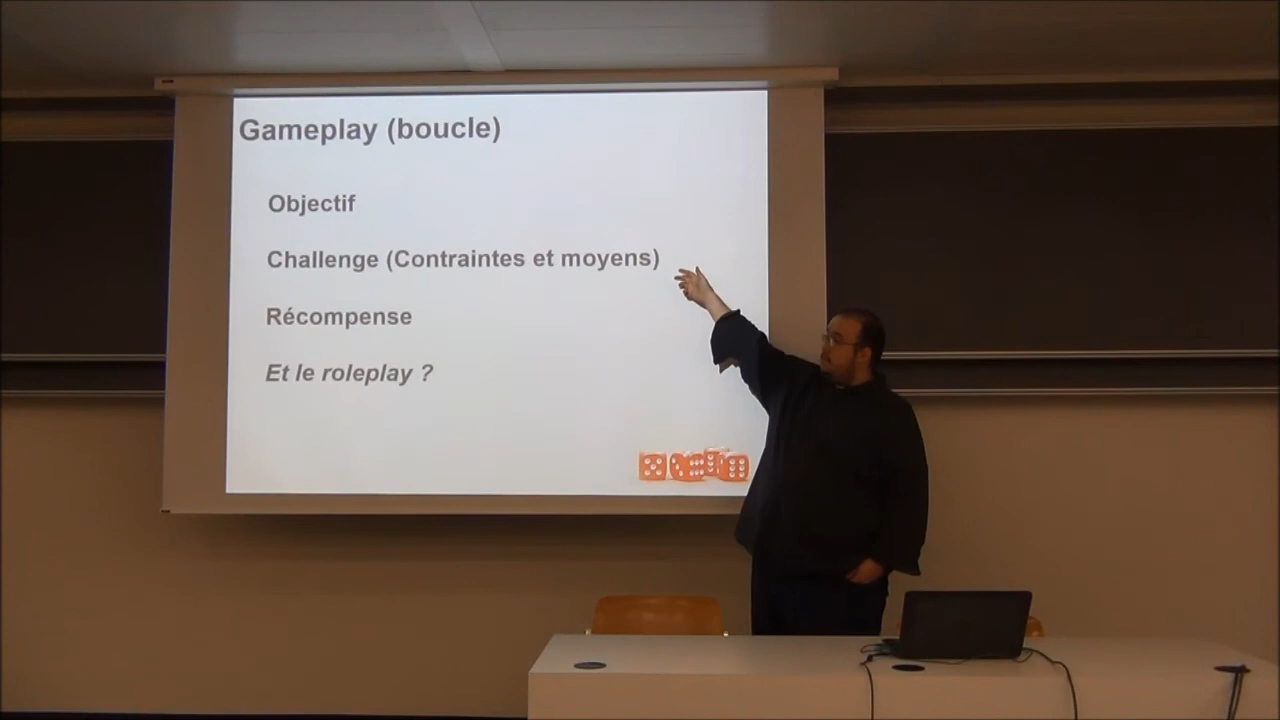 Gameplay (boucle)
Objectif
Challenge (Contraintes et moyens)
Récompense
Et le roleplay ?